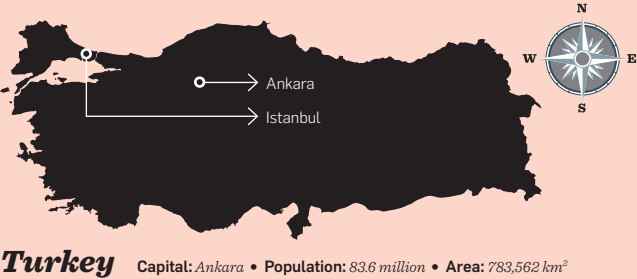 N
W E
S
Ankara
Istanbul
Turkey Capital: Ankara • Population: 83.6 million • Area: 783,562 km²